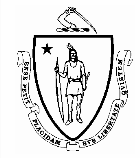 ENSE PETIT
PLACIDAM
SUB LIBERTATE
QUIETEM